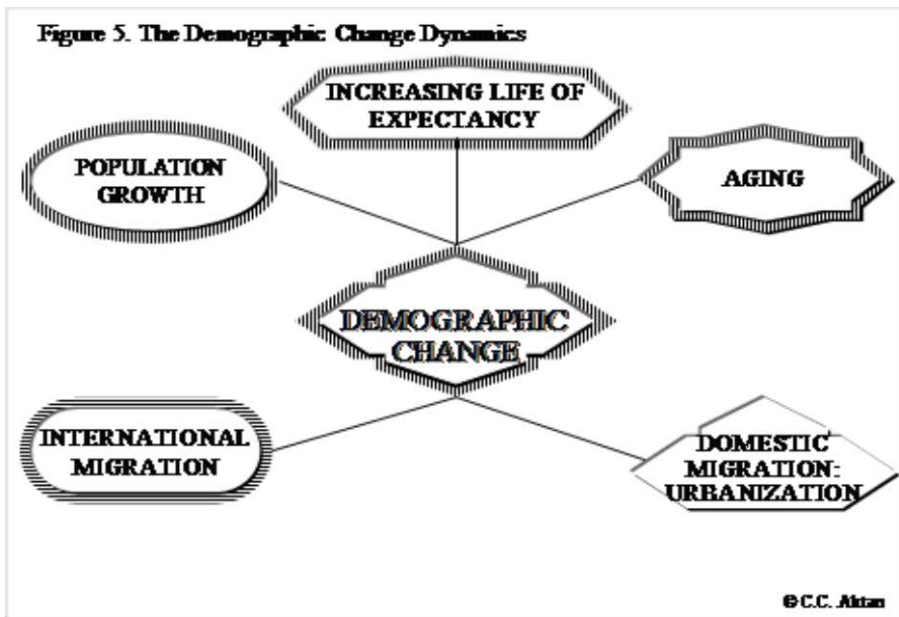 Figure 5. The Demographic Change Dynamics
INCREASING LIFE OF
EXPECTANCY
POPULATION
GROWTH
AGING
DEMOGRAPHIC
CHANGE
INTERNATIONAL
MIGRATION
DOMESTIC
MIGRATION:
URBANIZATION
© C.C. Aktan